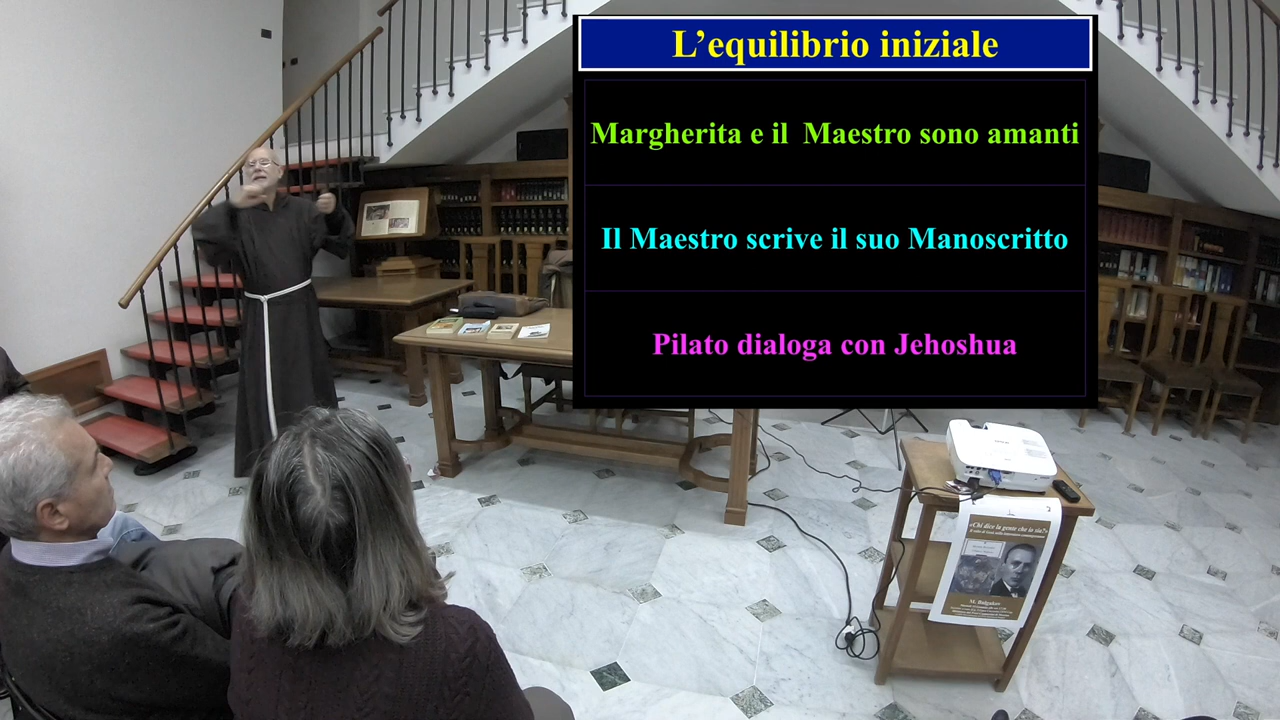 L’equilibrio iniziale
Margherita e il Maestro sono amanti
Il Maestro scrive il suo Manoscritto
Pilato dialoga con Jehoshua
«Chi dice la gente che io sia?»
M. Bulgakov